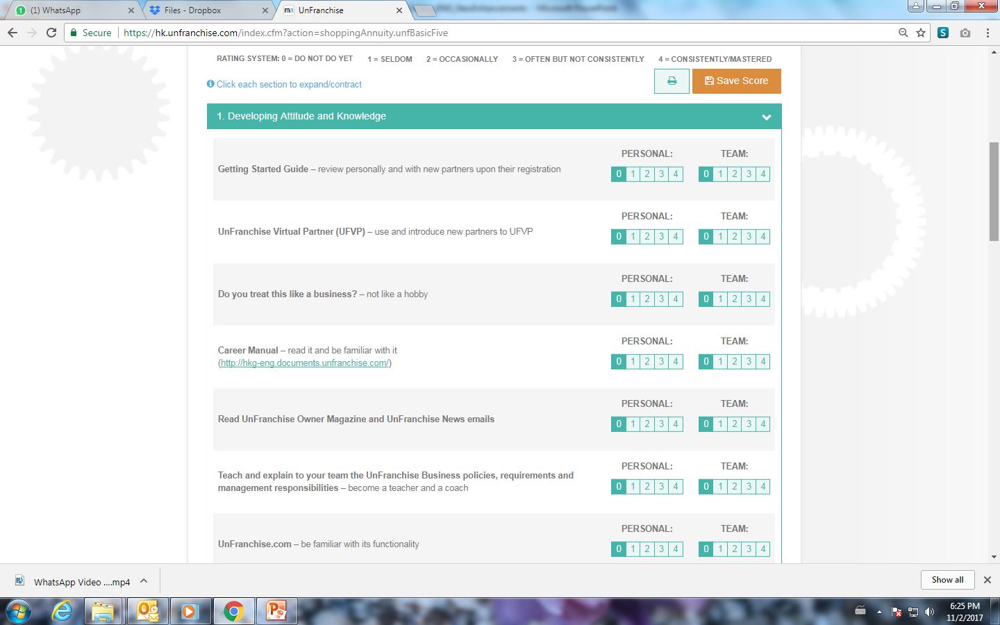 (1) WhatsApp
Files - Dropbox
ma UnFranchise
Secure https://hk.unfranchise.com/index.cfm?action=shoppingAnnuity.unfBasicFive
RATING SYSTEM: 0 = DO NOT DO YET 1 = SELDOM 2 = OCCASIONALLY 3 = OFTEN BUT NOT CONSISTENTLY 4 = CONSISTENTLY/MASTERED
Click each section to expand/contract
Save Score
1. Developing Attitude and Knowledge
PERSONAL: TEAM:
Getting Started Guide – review personally and with new partners upon their registration
0 1 2 3 4 0 1 2 3 4
PERSONAL: TEAM:
UnFranchise Virtual Partner (UFVP) – use and introduce new partners to UFVP
0 1 2 3 4 0 1 2 3 4
PERSONAL: TEAM:
Do you treat this like a business? – not like a hobby
0 1 2 3 4 0 1 2 3 4
PERSONAL: TEAM:
Career Manual – read it and be familiar with it
(http://hkg-eng.documents.unfranchise.com/)
0 1 2 3 4 0 1 2 3 4
PERSONAL: TEAM:
Read UnFranchise Owner Magazine and UnFranchise News emails
0 1 2 3 4 0 1 2 3 4
PERSONAL: TEAM:
Teach and explain to your team the UnFranchise Business policies, requirements and
management responsibilities – become a teacher and a coach
0 1 2 3 4 0 1 2 3 4
PERSONAL: TEAM:
UnFranchise.com – be familiar with its functionality
0 1 2 3 4 0 1 2 3 4
WhatsApp Video ....mp4
Show all
6:25 PM
11/2/2017